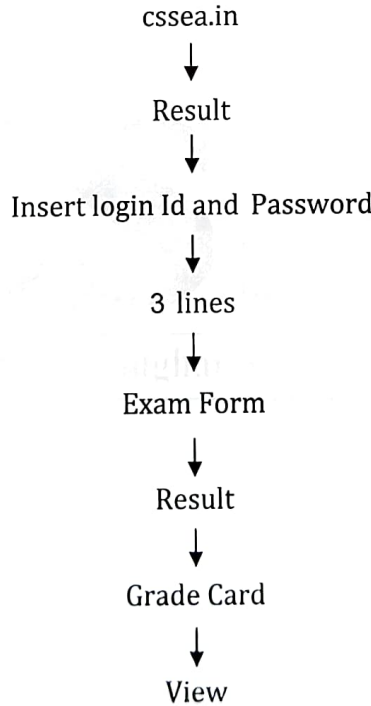 cssea.in
Result
Insert login Id and Password
3 lines
Exam Form
Result
Grade Card
View